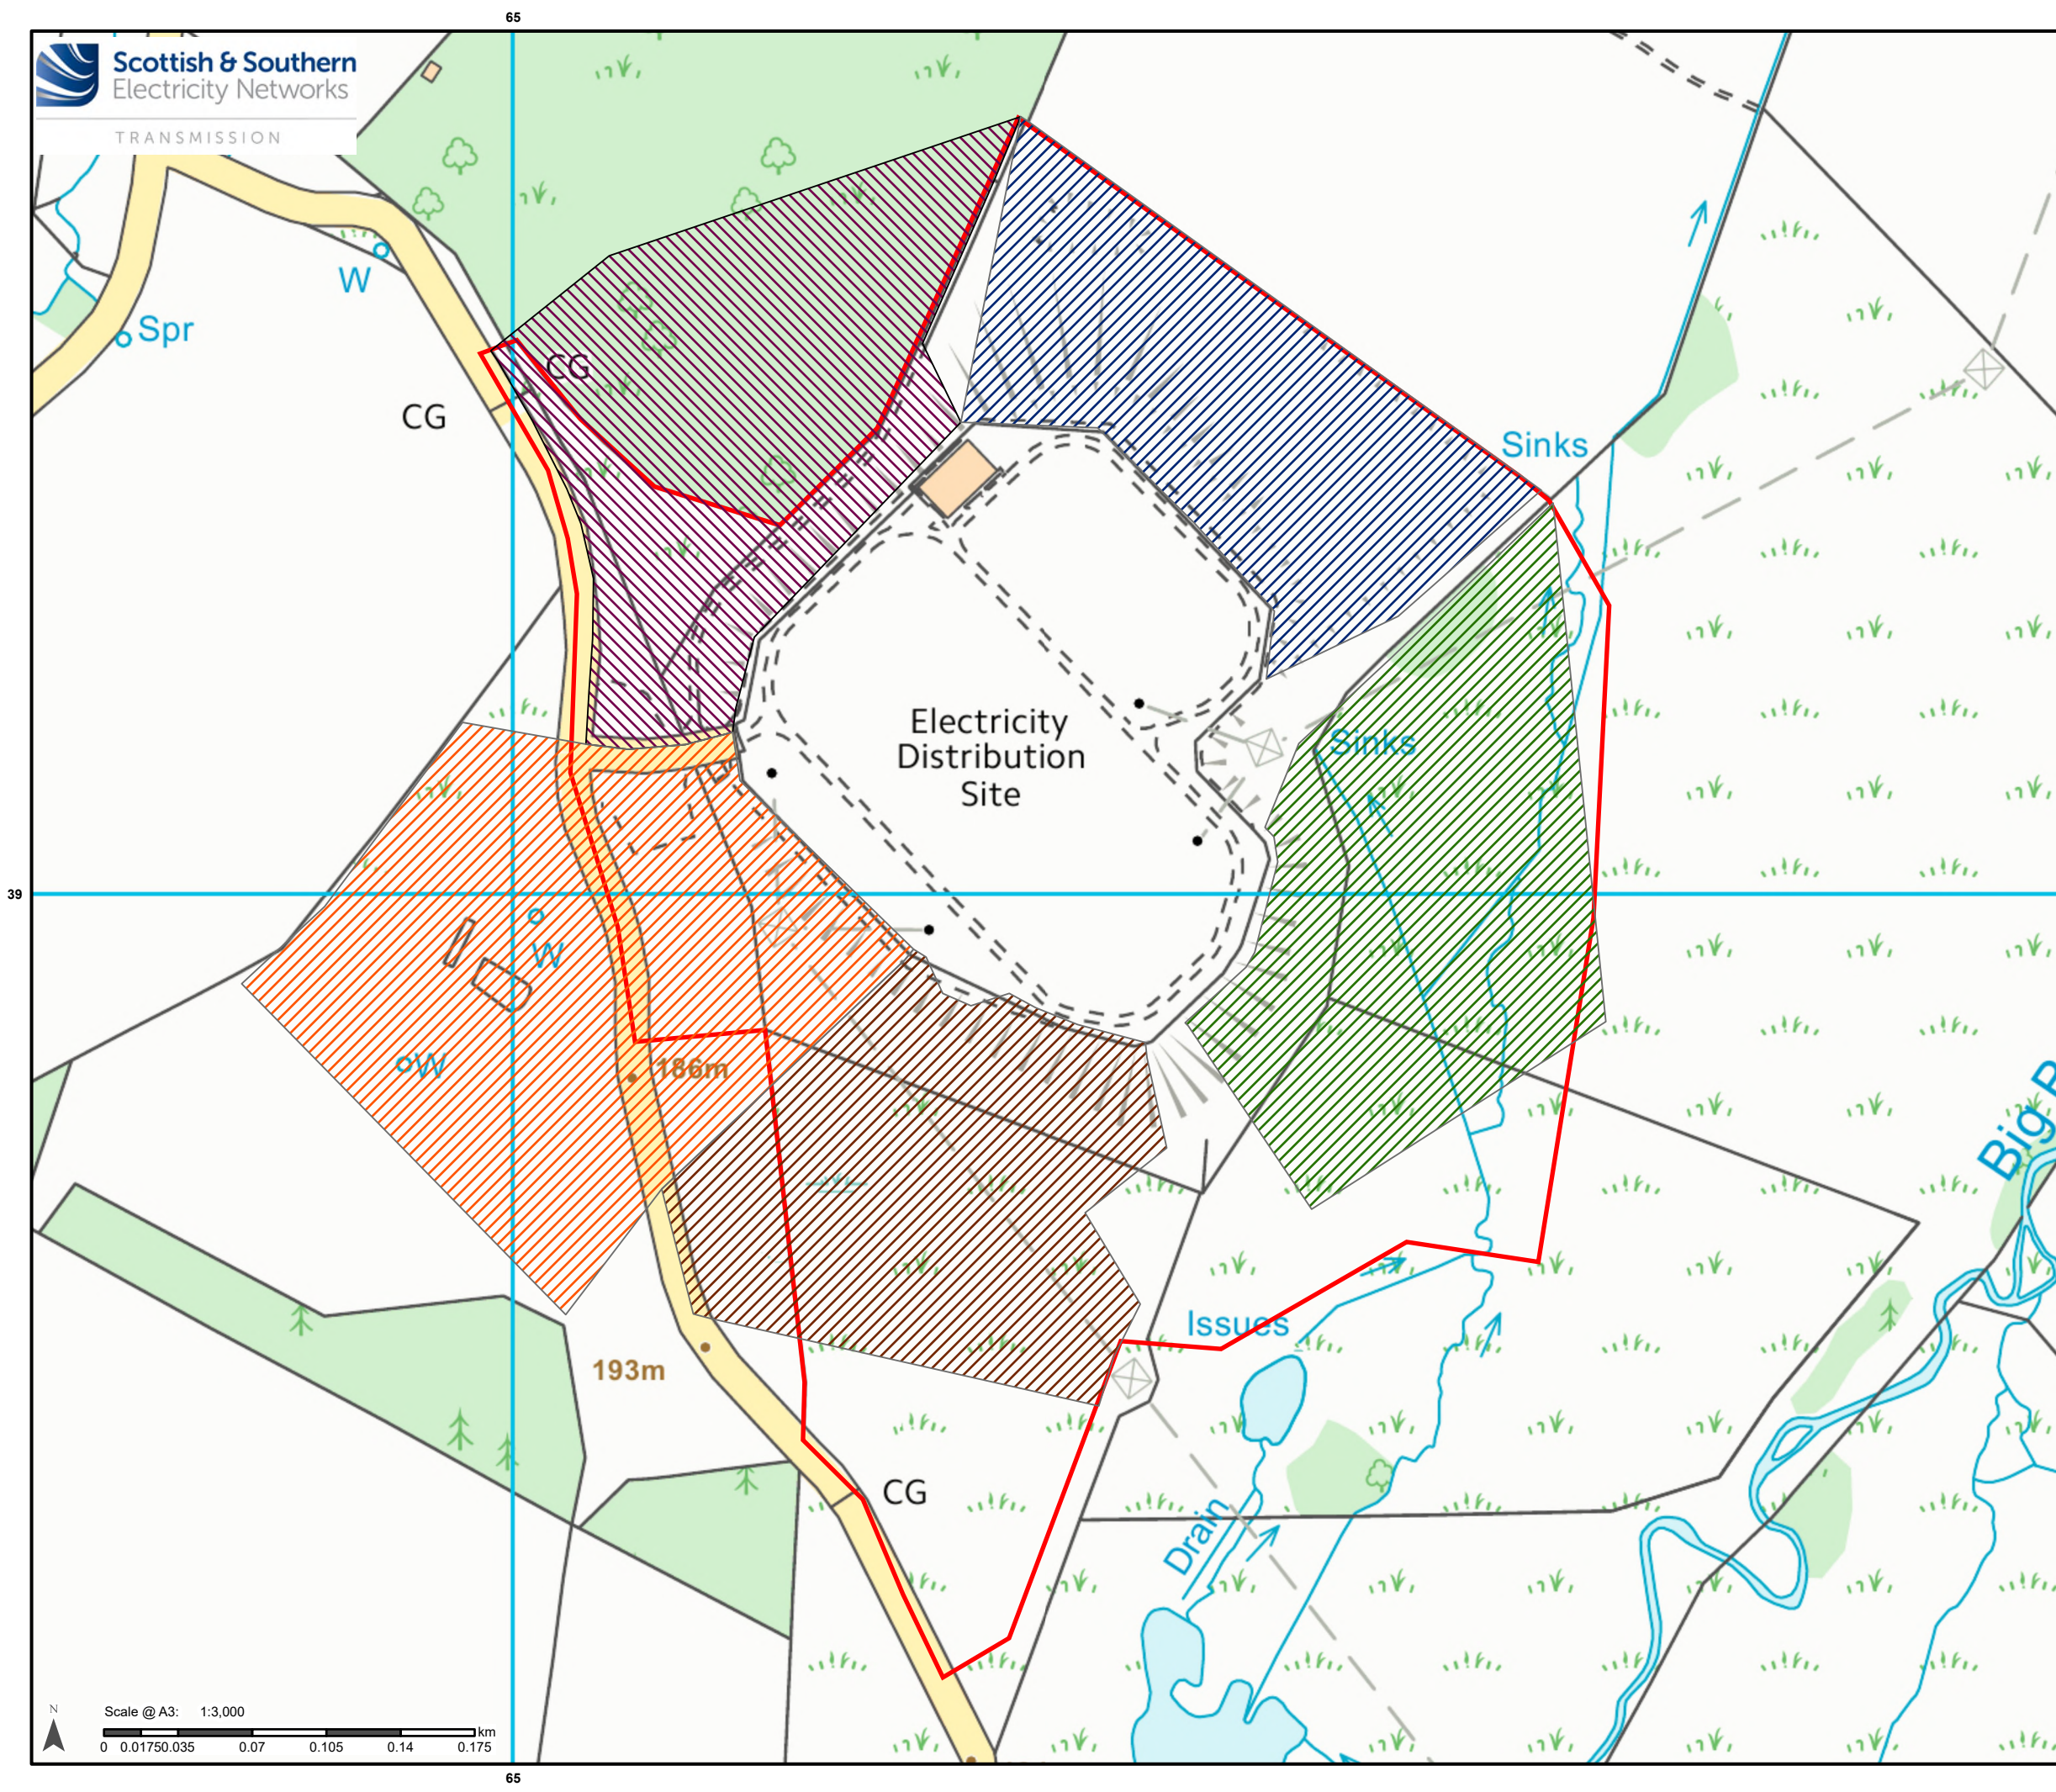 65
Scottish & Southern
Electricity Networks
TRANSMISSION
W
Spr
CG
CG
Sinks
Electricity
Distribution
Site
Sinks
39
W
W
186m
Big
Issues
193m
CG
Drain
N
Scale @ A3: 1:3,000
km
0 0.0175 0.035 0.07 0.105 0.14 0.175
65